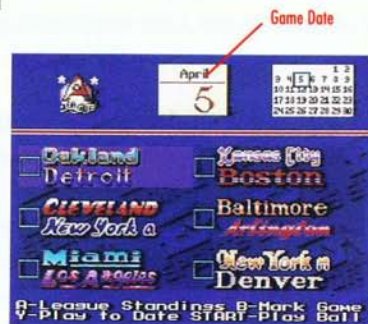 Game Date
April
5
1 2
3 4 5 6 7 8 9
10 11 12 13 14 15 16
17 18 19 20 21 22 23
24 25 26 27 28 29 30
Oakland
Detroit
Kansas City
Boston
CLEVELAND
New York a
Baltimore
Arlington
Miami
LOS Angeles
New York n
Denver
A-League Standings B-Mark Game
Y-Play to Date START-Play Ball